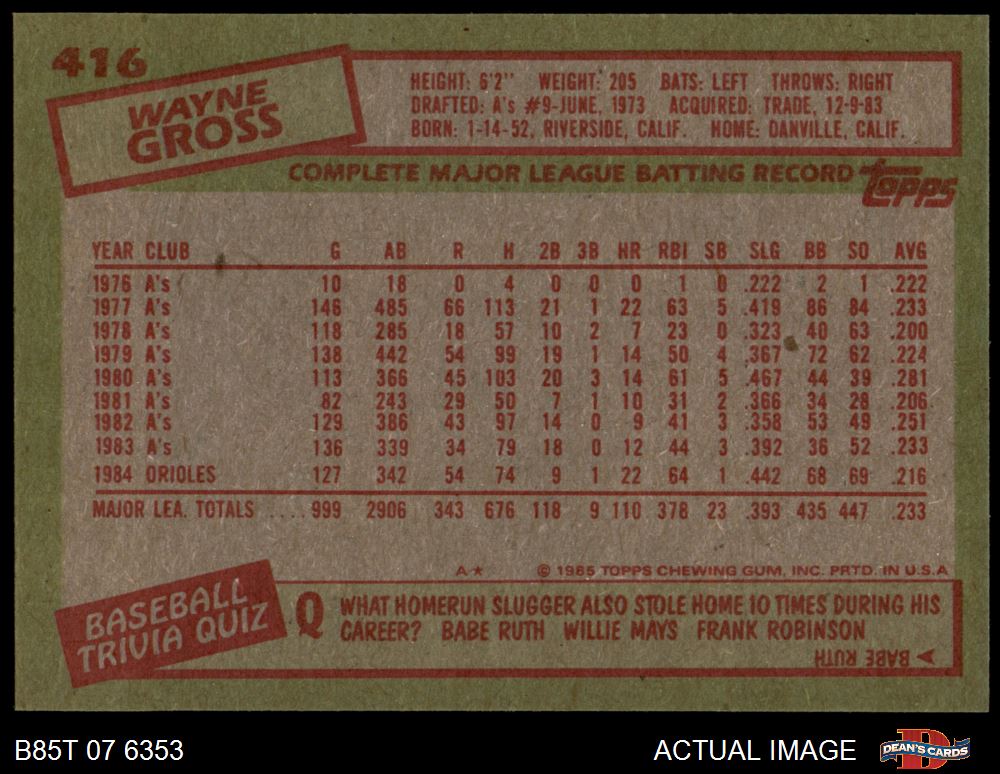 416
WAYNE
GROSS
HEIGHT: 6'2" WEIGHT: 205 BATS: LEFT THROWS: RIGHT
DRAFTED: A's #9-JUNE, 1973 ACQUIRED: TRADE, 12-9-83
BORN: 1-14-52, RIVERSIDE, CALIF. HOME: DANVILLE, CALIF.
COMPLETE MAJOR LEAGUE BATTING RECORD topps
YEAR CLUB G AB R H 2B 3B HR RBI SB SLG BB SO AVG
1976 A's 10 18 0 4 0 0 0 1 0 .222 2 1 .222
1977 A's 146 485 66 113 21 1 22 63 5 .419 86 84 .233
1978 A's 118 285 18 57 10 2 7 23 0 .323 40 63 .200
1979 A's 138 442 54 99 19 1 14 50 4 .367 72 62 .224
1980 A's 113 366 45 103 20 3 14 61 5 .467 44 39 .281
1981 A's 82 243 29 50 7 1 10 31 2 .366 34 28 .206
1982 A's 129 386 43 97 14 0 9 41 3 .358 53 49 .251
1983 A's 136 339 34 79 18 0 12 44 3 .392 36 52 .233
1984 ORIOLES 127 342 54 74 9 1 22 64 1 .442 68 69 .216
MAJOR LEA. TOTALS .... 999 2906 343 676 118 9 110 378 23 .393 435 447 .233
A★ © 1985 TOPPS CHEWING GUM, INC. PRTD. IN U.S.A
BASEBALL
TRIVIA QUIZ
Q WHAT HOMERUN SLUGGER ALSO STOLE HOME 10 TIMES DURING HIS
CAREER? BABE RUTH WILLIE MAYS FRANK ROBINSON
BABE RUTH
B85T 07 6353 ACTUAL IMAGE DEAN'S CARDS